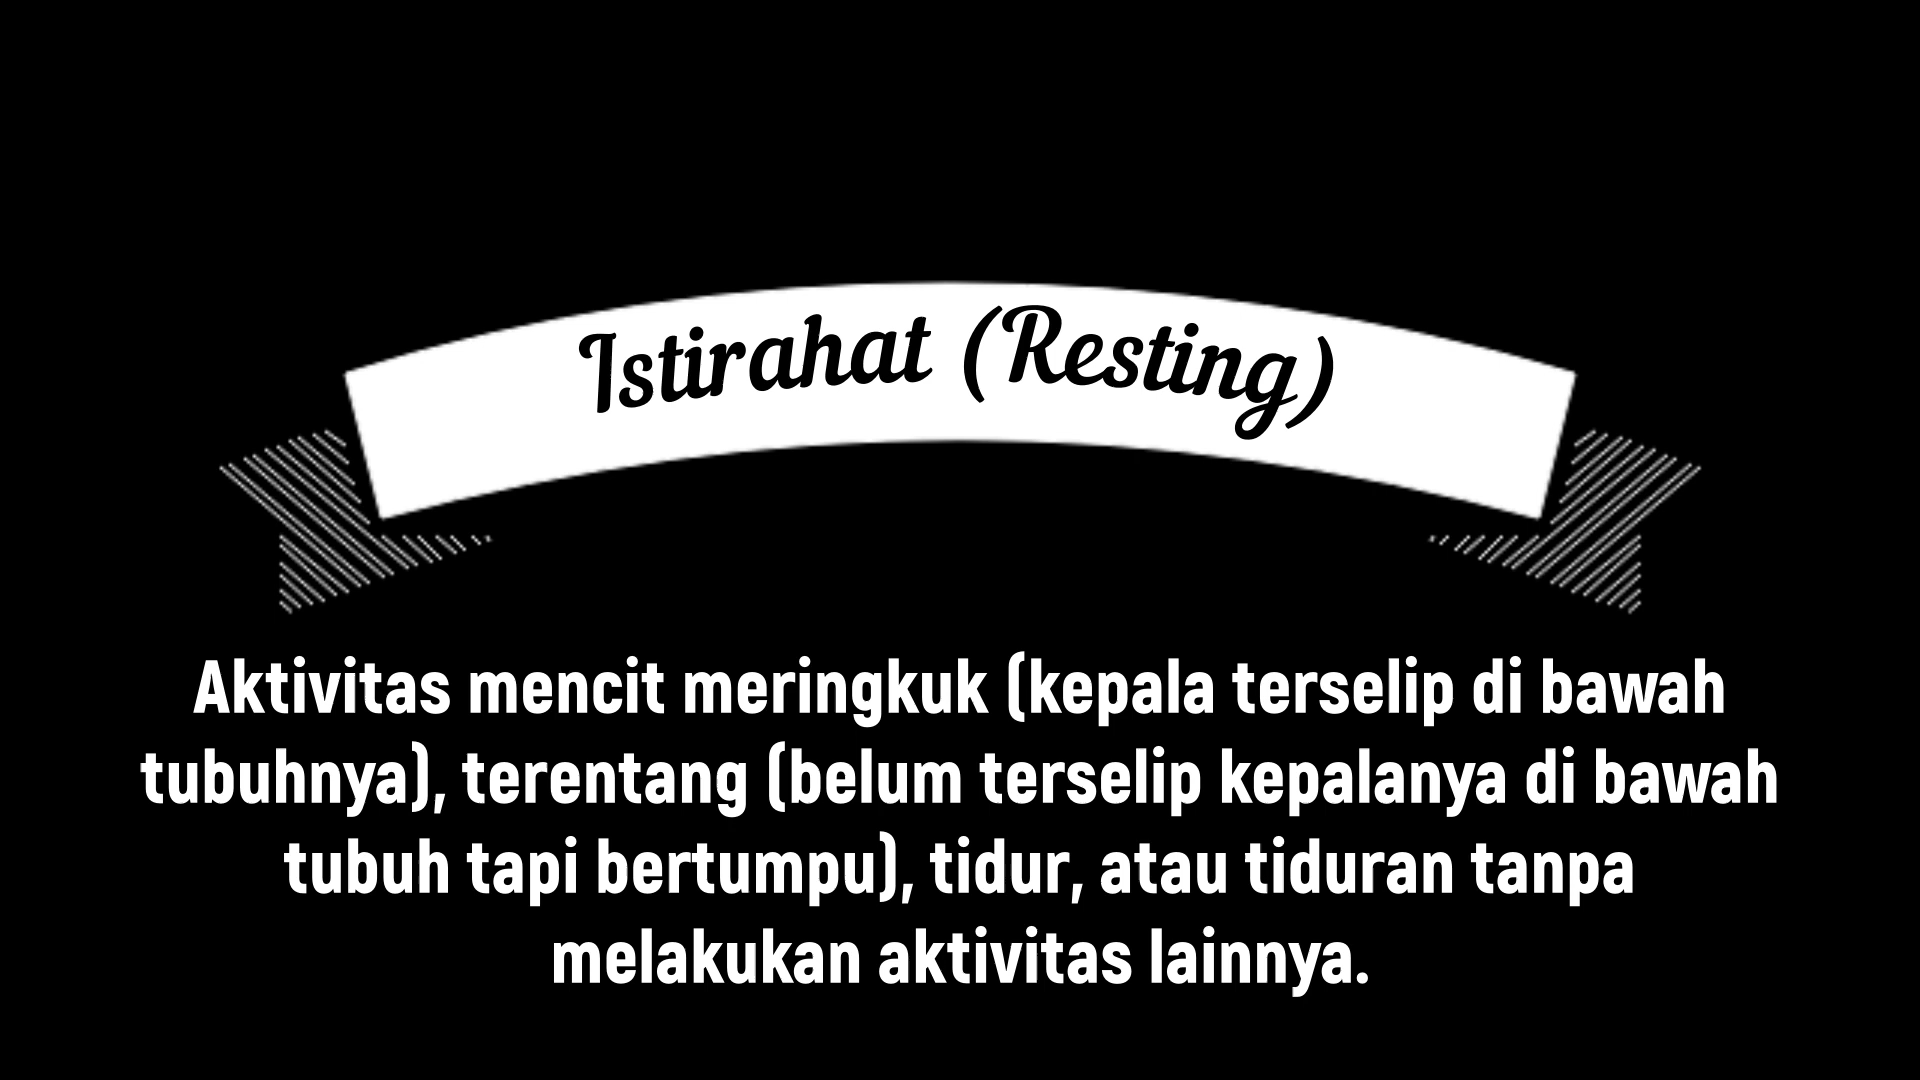 Istirahat (Resting)
Aktivitas mencit meringkuk (kepala terselip di bawah
tubuhnya), terentang (belum terselip kepalanya di bawah
tubuh tapi bertumpu), tidur, atau tiduran tanpa
melakukan aktivitas lainnya.